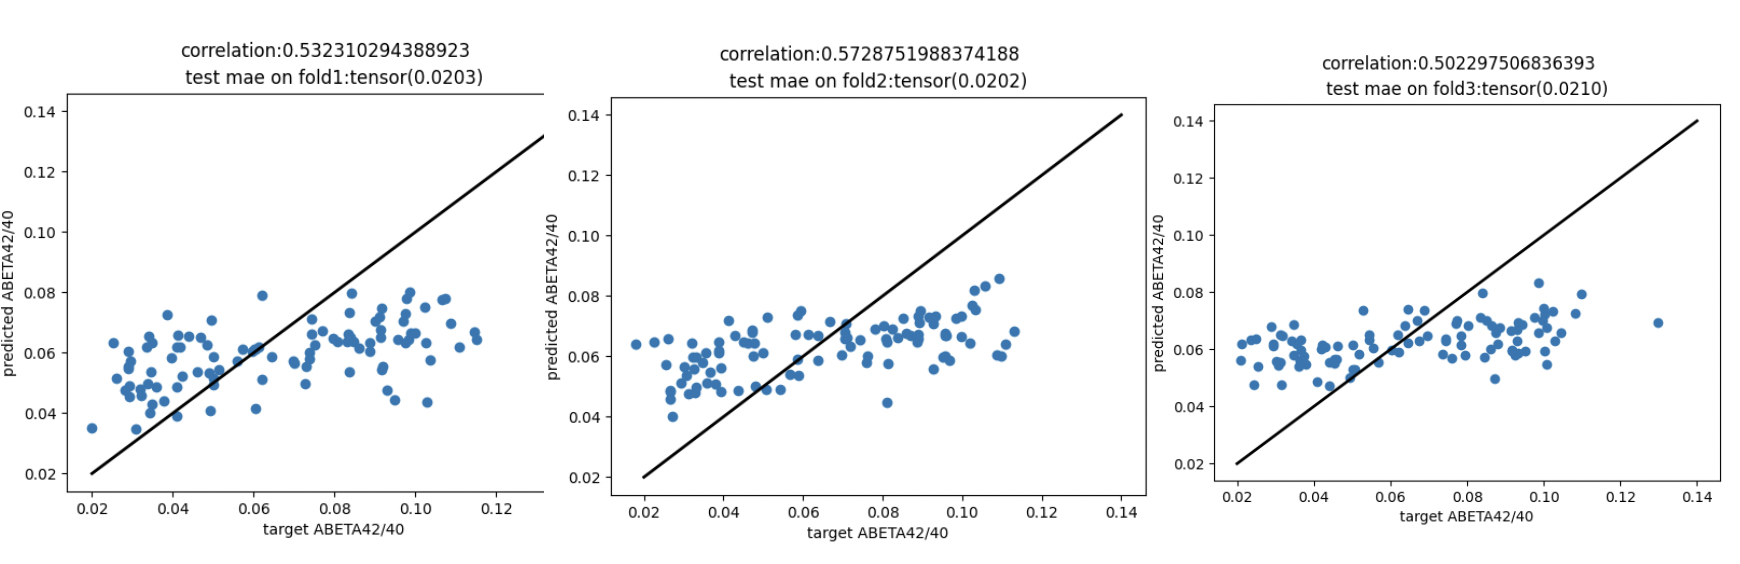 correlation:0.532310294388923
test mae on fold1:tensor(0.0203)
predicted ABETA42/40
0.14
0.12
0.10
0.08
0.06
0.04
0.02
0.02 0.04 0.06 0.08 0.10 0.12
target ABETA42/40
correlation:0.5728751988374188
test mae on fold2:tensor(0.0202)
predicted ABETA42/40
0.14
0.12
0.10
0.08
0.06
0.04
0.02
0.02 0.04 0.06 0.08 0.10 0.12 0.14
target ABETA42/40
correlation:0.502297506836393
test mae on fold3:tensor(0.0210)
predicted ABETA42/40
0.14
0.12
0.10
0.08
0.06
0.04
0.02
0.02 0.04 0.06 0.08 0.10 0.12 0.14
target ABETA42/40